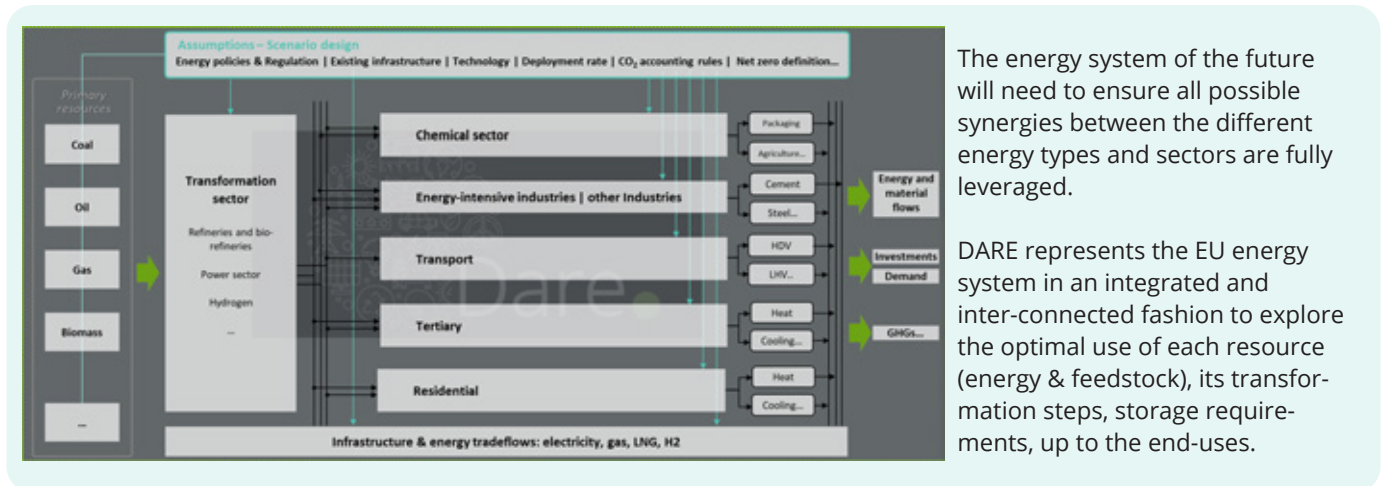 Assumptions – Scenario design
Energy policies & Regulation | Existing infrastructure | Technology | Deployment rate | CO₂ accounting rules | Net zero definition...
Primary
resources
Coal
Oil
Gas
Biomass
...
Transformation
sector
Refineries and bio-
refineries
Power sector
Hydrogen
...
Chemical sector
Energy-intensive industries | other Industries
Transport
Tertiary
Residential
Packaging
Agriculture...
Cement
Steel...
HDV
LHV...
Heat
Cooling...
Heat
Cooling...
Energy and
material
flows
Investments
Demand
GHGs...
Dare.
Infrastructure & energy tradeflows: electricity, gas, LNG, H2
The energy system of the future
will need to ensure all possible
synergies between the different
energy types and sectors are fully
leveraged.
DARE represents the EU energy
system in an integrated and
inter-connected fashion to explore
the optimal use of each resource
(energy & feedstock), its transfor-
mation steps, storage require-
ments, up to the end-uses.